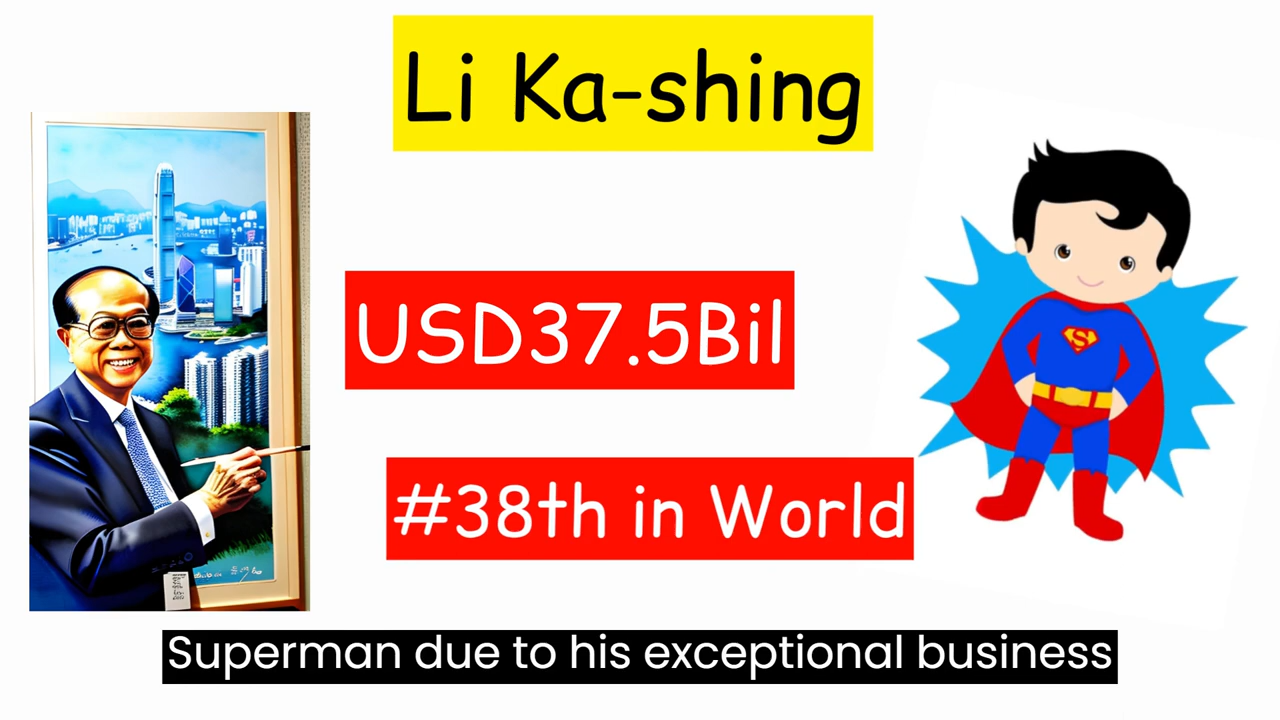 Li Ka-shing
USD37.5Bil
#38th in World
S
Superman due to his exceptional business